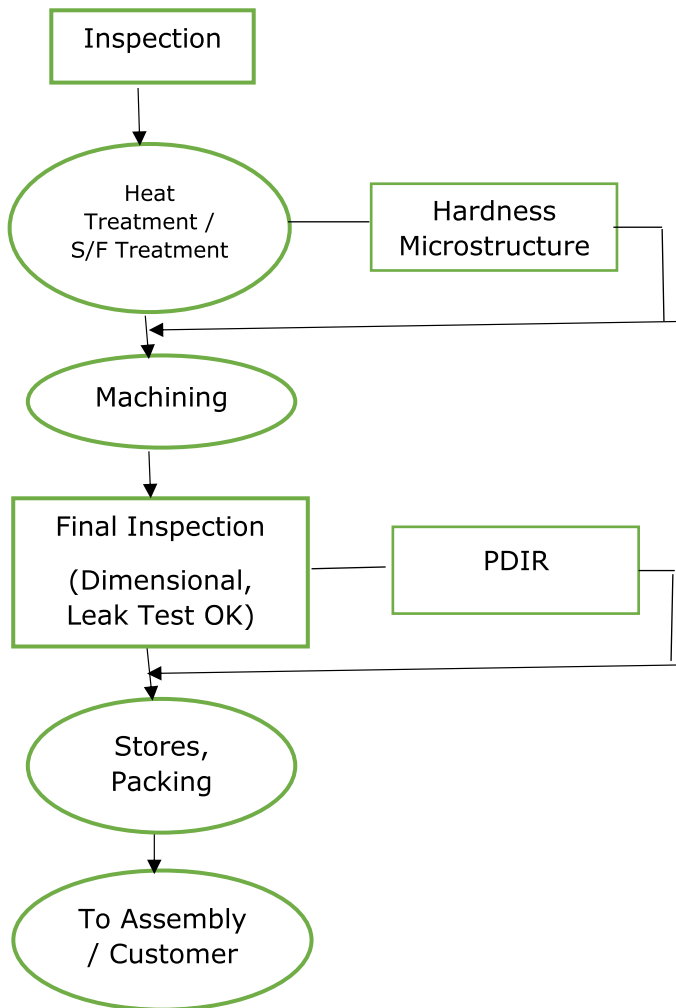 Inspection
Heat
Treatment /
S/F Treatment
Hardness
Microstructure
Machining
Final Inspection
(Dimensional,
Leak Test OK)
PDIR
Stores,
Packing
To Assembly
/ Customer